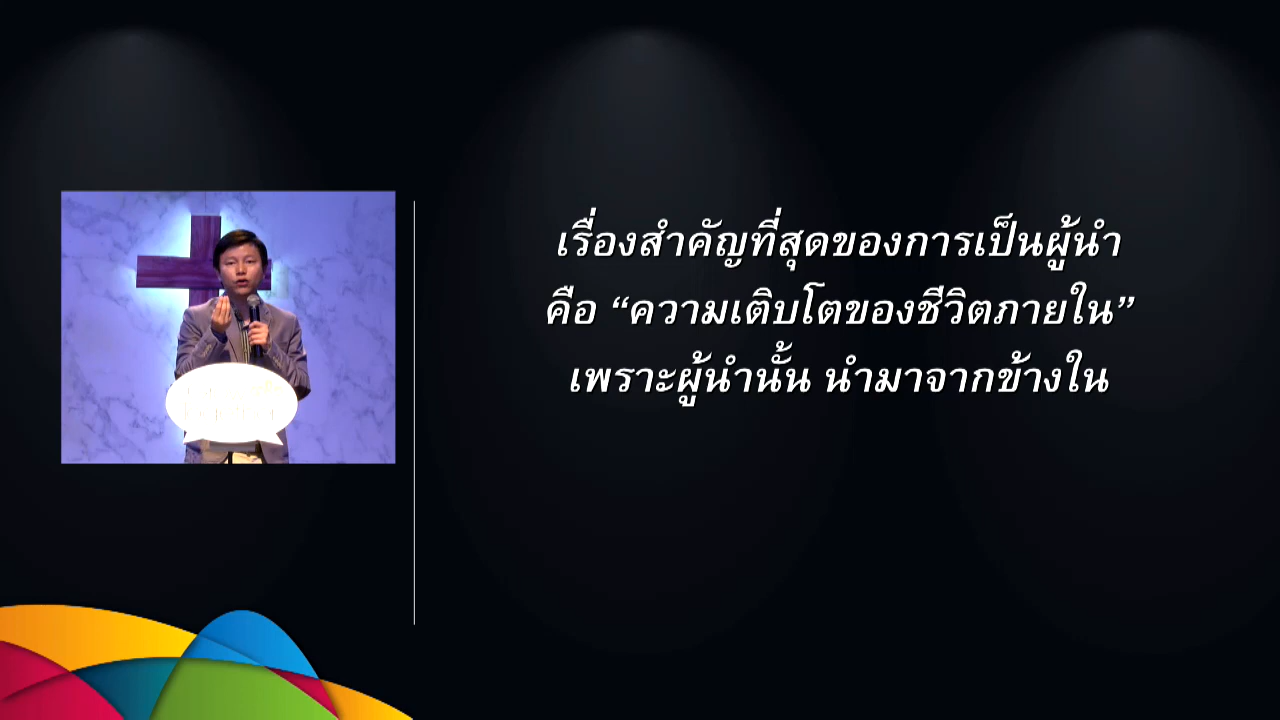 เรื่องสำคัญที่สุดของการเป็นผู้นำ
คือ “ความเติบโตของชีวิตภายใน”
เพราะผู้นำนั้น นำมาจากข้างใน